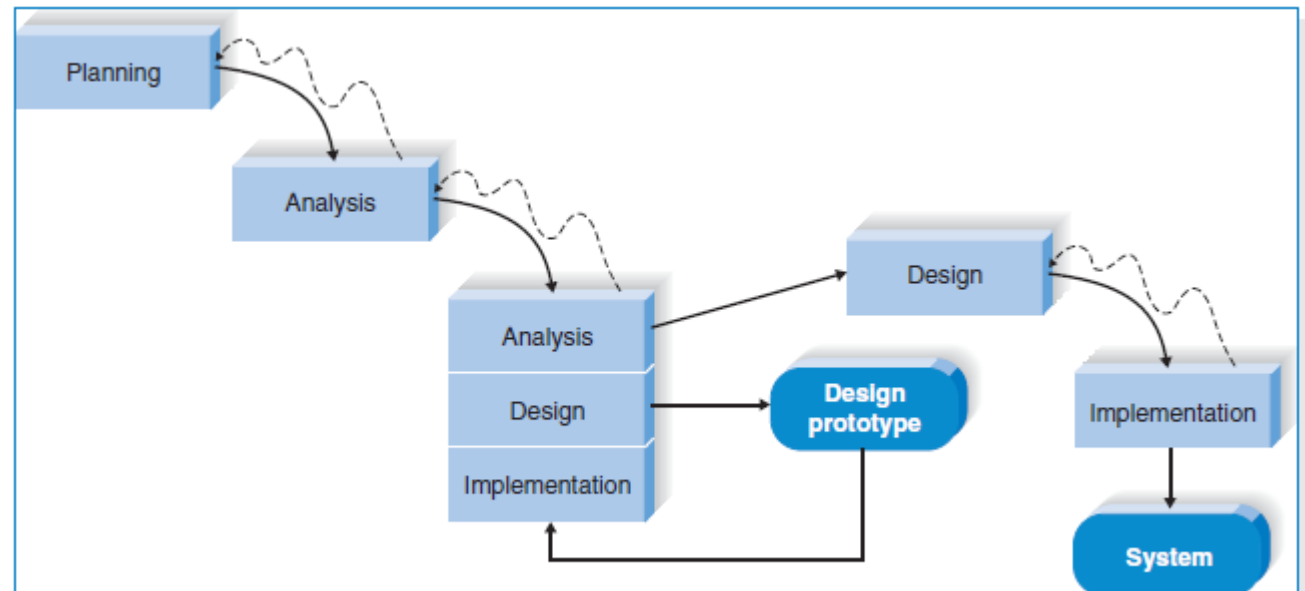 Planning
Analysis
Analysis
Design
Implementation
Design
Design
prototype
Implementation
System